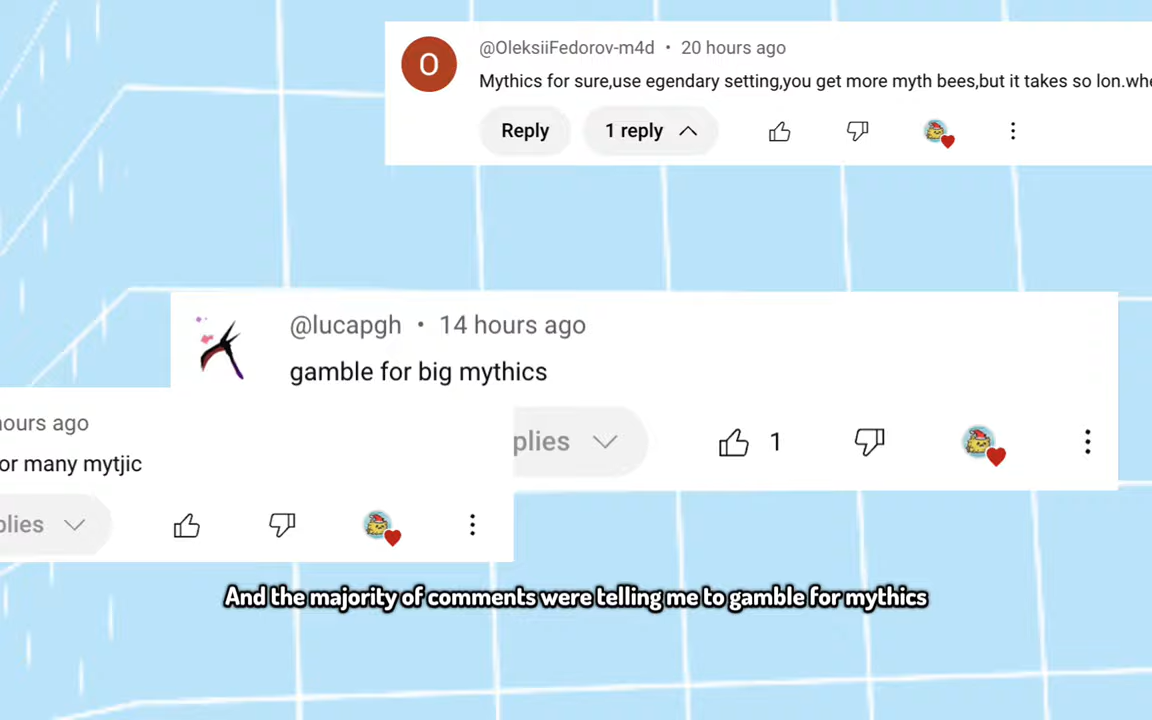 O
@OleksiiFedorov-m4d • 20 hours ago
Mythics for sure,use egendary setting,you get more myth bees,but it takes so lon.whe
Reply
1 reply
@lucapgh • 14 hours ago
gamble for big mythics
plies
1
ours ago
or many mytjic
plies
And the majority of comments were telling me to gamble for mythics